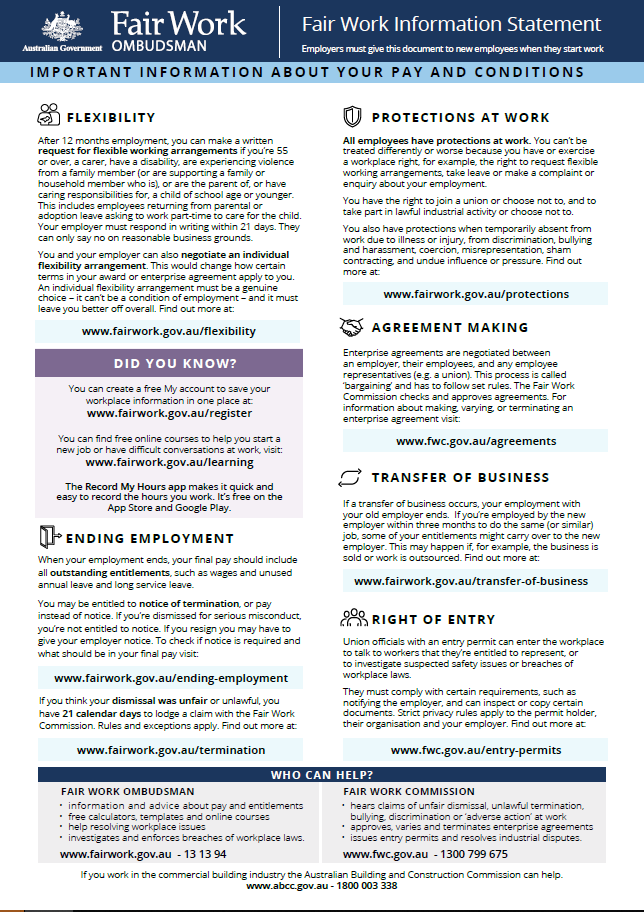 Australian Government
Fair Work
OMBUDSMAN
Fair Work Information Statement
Employers must give this document to new employees when they start work
IMPORTANT INFORMATION ABOUT YOUR PAY AND CONDITIONS
FLEXIBILITY
After 12 months employment, you can make a written
request for flexible working arrangements if you're 55
or over, a carer, have a disability, are experiencing violence
from a family member (or are supporting a family or
household member who is), or are the parent of, or have
caring responsibilities for, a child of school age or younger.
This includes employees returning from parental or
adoption leave asking to work part-time to care for the child.
Your employer must respond in writing within 21 days. They
can only say no on reasonable business grounds.
You and your employer can also negotiate an individual
flexibility arrangement. This would change how certain
terms in your award or enterprise agreement apply to you.
An individual flexibility arrangement must be a genuine
choice – it can't be a condition of employment – and it must
leave you better off overall. Find out more at:
www.fairwork.gov.au/flexibility
DID YOU KNOW?
You can create a free My account to save your
workplace information in one place at:
www.fairwork.gov.au/register
You can find free online courses to help you start a
new job or have difficult conversations at work, visit:
www.fairwork.gov.au/learning
The Record My Hours app makes it quick and
easy to record the hours you work. It's free on the
App Store and Google Play.
ENDING EMPLOYMENT
When your employment ends, your final pay should include
all outstanding entitlements, such as wages and unused
annual leave and long service leave.
You may be entitled to notice of termination, or pay
instead of notice. If you're dismissed for serious misconduct,
you're not entitled to notice. If you resign you may have to
give your employer notice. To check if notice is required and
what should be in your final pay visit:
www.fairwork.gov.au/ending-employment
If you think your dismissal was unfair or unlawful, you
have 21 calendar days to lodge a claim with the Fair Work
Commission. Rules and exceptions apply. Find out more at:
www.fairwork.gov.au/termination
PROTECTIONS AT WORK
All employees have protections at work. You can't be
treated differently or worse because you have or exercise
a workplace right, for example, the right to request flexible
working arrangements, take leave or make a complaint or
enquiry about your employment.
You have the right to join a union or choose not to, and to
take part in lawful industrial activity or choose not to.
You also have protections when temporarily absent from
work due to illness or injury, from discrimination, bullying
and harassment, coercion, misrepresentation, sham
contracting, and undue influence or pressure. Find out
more at:
www.fairwork.gov.au/protections
AGREEMENT MAKING
Enterprise agreements are negotiated between
an employer, their employees, and any employee
representatives (e.g. a union). This process is called
'bargaining' and has to follow set rules. The Fair Work
Commission checks and approves agreements. For
information about making, varying, or terminating an
enterprise agreement visit:
www.fwc.gov.au/agreements
TRANSFER OF BUSINESS
If a transfer of business occurs, your employment with
your old employer ends. If you're employed by the new
employer within three months to do the same (or similar)
job, some of your entitlements might carry over to the new
employer. This may happen if, for example, the business is
sold or work is outsourced. Find out more at:
www.fairwork.gov.au/transfer-of-business
RIGHT OF ENTRY
Union officials with an entry permit can enter the workplace
to talk to workers that they're entitled to represent, or
to investigate suspected safety issues or breaches of
workplace laws.
They must comply with certain requirements, such as
notifying the employer, and can inspect or copy certain
documents. Strict privacy rules apply to the permit holder,
their organisation and your employer. Find out more at:
www.fwc.gov.au/entry-permits
WHO CAN HELP?
FAIR WORK OMBUDSMAN
• information and advice about pay and entitlements
• free calculators, templates and online courses
• help resolving workplace issues
• investigates and enforces breaches of workplace laws.
www.fairwork.gov.au - 13 13 94
FAIR WORK COMMISSION
• hears claims of unfair dismissal, unlawful termination,
bullying, discrimination or 'adverse action' at work
• approves, varies and terminates enterprise agreements
• issues entry permits and resolves industrial disputes.
www.fwc.gov.au - 1300 799 675
If you work in the commercial building industry the Australian Building and Construction Commission can help.
www.abcc.gov.au - 1800 003 338